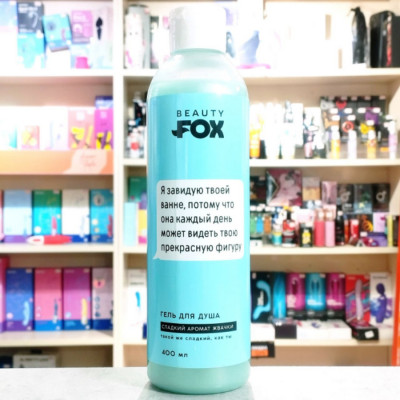 BEAUTY
FOX
Я завидую твоей
ванне, потому что
она каждый день
может видеть твою
прекрасную фигуру
ГЕЛЬ ДЛЯ ДУША
СЛАДКИЙ АРОМАТ ЖВАЧКИ
такой же сладкий, как ты
400 мл